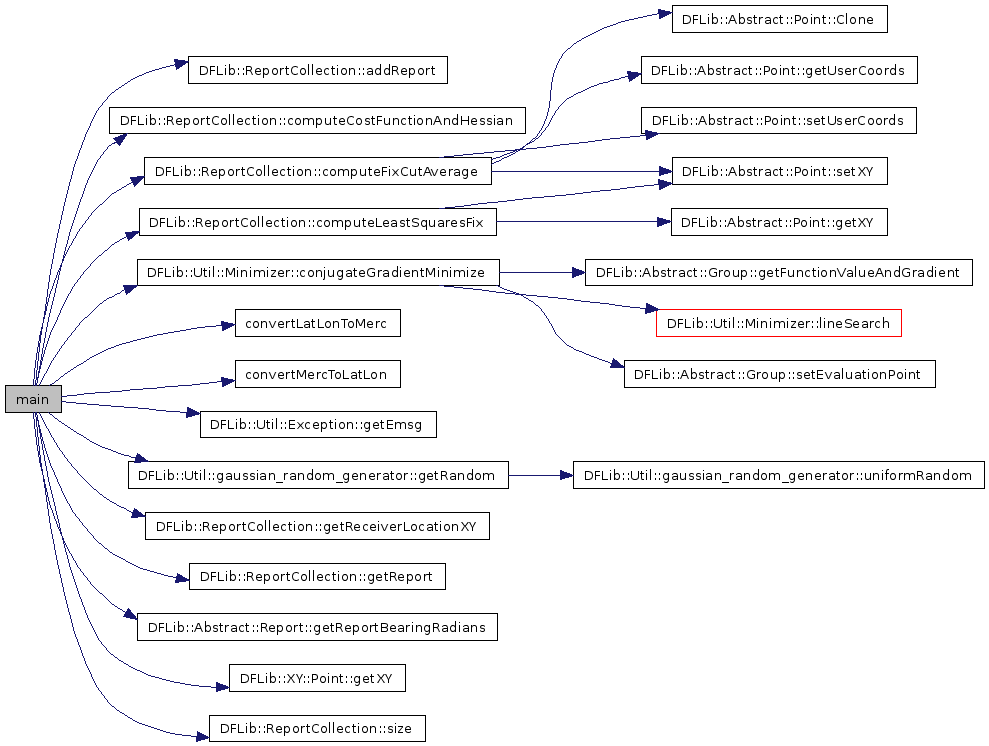 DFLib::Abstract::Point::Clone
DFLib::ReportCollection::addReport
DFLib::Abstract::Point::getUserCoords
DFLib::ReportCollection::computeCostFunctionAndHessian
DFLib::Abstract::Point::setUserCoords
DFLib::ReportCollection::computeFixCutAverage
DFLib::Abstract::Point::setXY
DFLib::ReportCollection::computeLeastSquaresFix
DFLib::Abstract::Point::getXY
DFLib::Util::Minimizer::conjugateGradientMinimize
DFLib::Abstract::Group::getFunctionValueAndGradient
convertLatLonToMerc
DFLib::Util::Minimizer::lineSearch
convertMercToLatLon
DFLib::Abstract::Group::setEvaluationPoint
main
DFLib::Util::Exception::getEmsg
DFLib::Util::gaussian_random_generator::getRandom
DFLib::Util::gaussian_random_generator::uniformRandom
DFLib::ReportCollection::getReceiverLocationXY
DFLib::ReportCollection::getReport
DFLib::Abstract::Report::getReportBearingRadians
DFLib::XY::Point::getXY
DFLib::ReportCollection::size